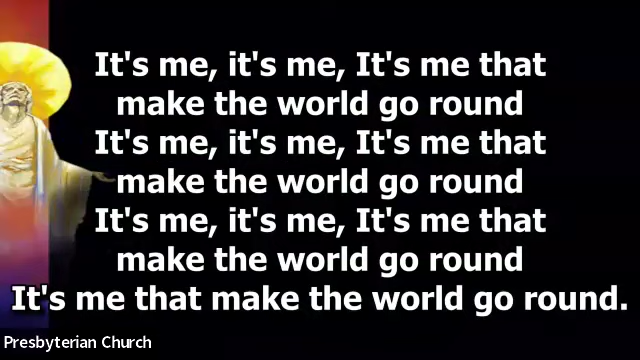 It's me, it's me, It's me that
make the world go round
It's me, it's me, It's me that
make the world go round
It's me, it's me, It's me that
make the world go round
It's me that make the world go round.
Presbyterian Church